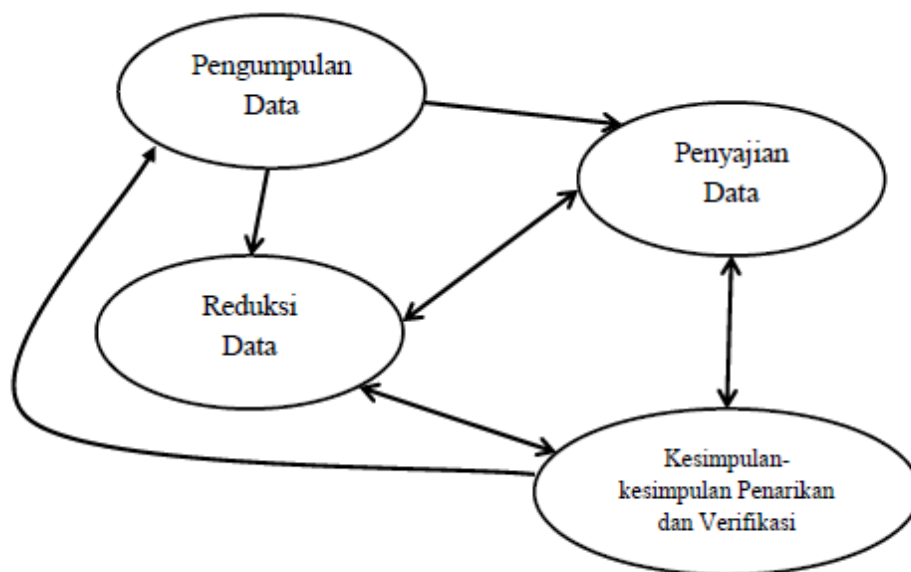 Pengumpulan
Data
Penyajian
Data
Reduksi
Data
Kesimpulan-
kesimpulan Penarikan
dan Verifikasi